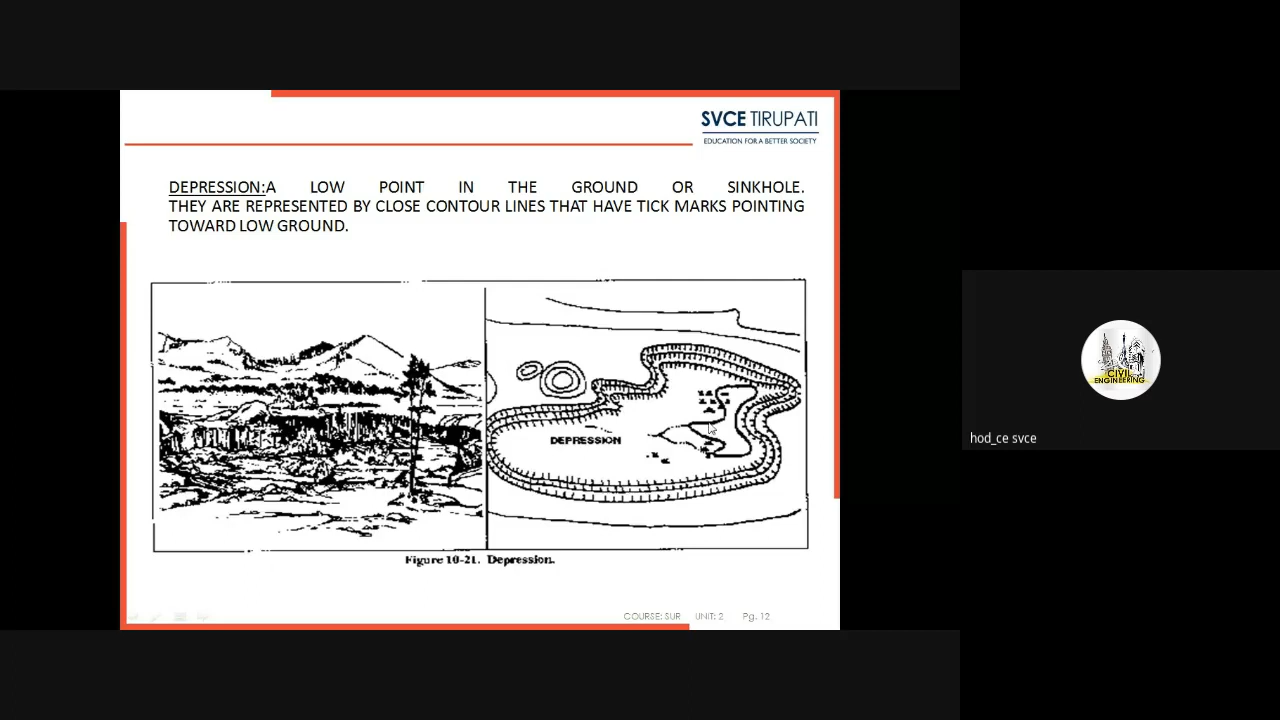 SVCE TIRUPATI
EDUCATION FOR A BETTER SOCIETY
DEPRESSION:A LOW POINT IN THE GROUND OR SINKHOLE.
THEY ARE REPRESENTED BY CLOSE CONTOUR LINES THAT HAVE TICK MARKS POINTING
TOWARD LOW GROUND.
DEPRESSION
Figure 10-21. Depression.
COURSE: SUR UNIT: 2 Pg. 12
CIVIL
ENGINEERING
hod_ce svce